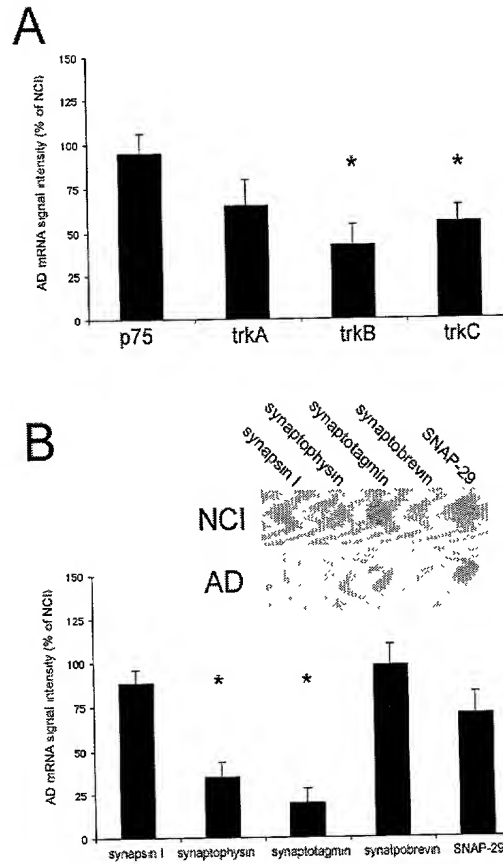 A
AD mRNA signal intensity (% of NCI)
150
125
100
75
50
25
0
*
*
p75
trkA
trkB
trkC
B
synapsin I
synaptophysin
synaptotagmin
synaptobrevin
SNAP-29
NCI
AD
AD mRNA signal intensity (% of NCI)
150
125
100
75
50
25
0
*
*
synapsin I
synaptophysin
synaptotagmin
synatpobrevin
SNAP-29